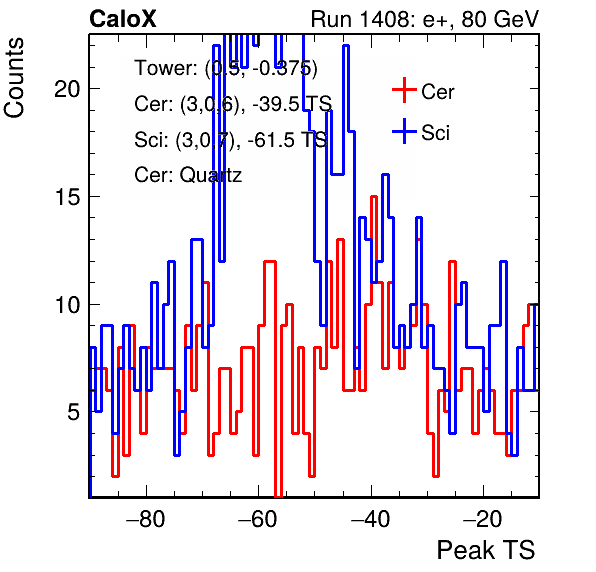 CaloX Run 1408: e+, 80 GeV
Counts
Tower: (0.5, -0.375)
Cer: (3,0,6), -39.5 TS
Sci: (3,0,7), -61.5 TS
Cer: Quartz
Cer
Sci
20
15
10
5
−80 −60 −40 −20
Peak TS